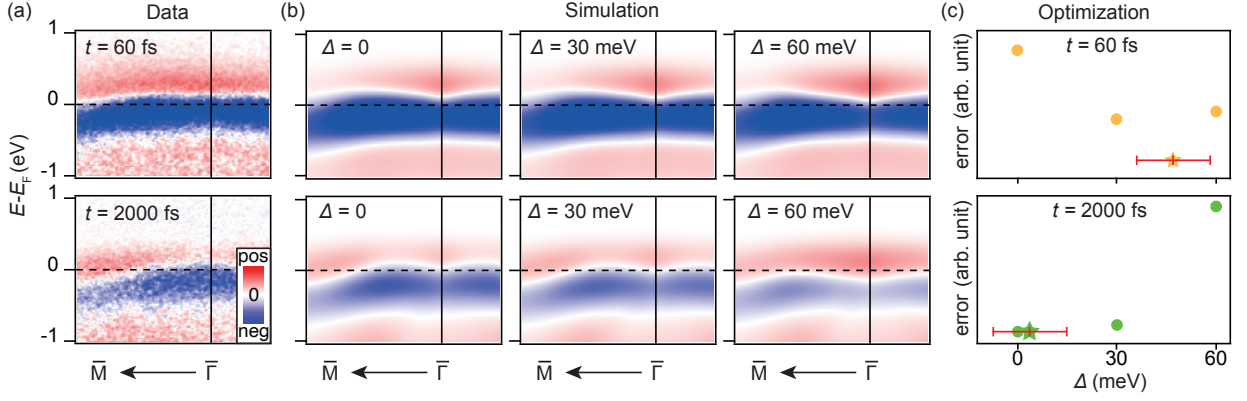 (a) Data (b) Simulation (c) Optimization
1
t = 60 fs
Δ = 0
Δ = 30 meV
Δ = 60 meV
t = 60 fs
0
error (arb. unit)
-1
E-E_F (eV)
1
t = 2000 fs
Δ = 0
Δ = 30 meV
Δ = 60 meV
t = 2000 fs
pos
0
0
neg
error (arb. unit)
-1
0 30 60
M̅ Γ̅ M̅ Γ̅ M̅ Γ̅ M̅ Γ̅
Δ (meV)